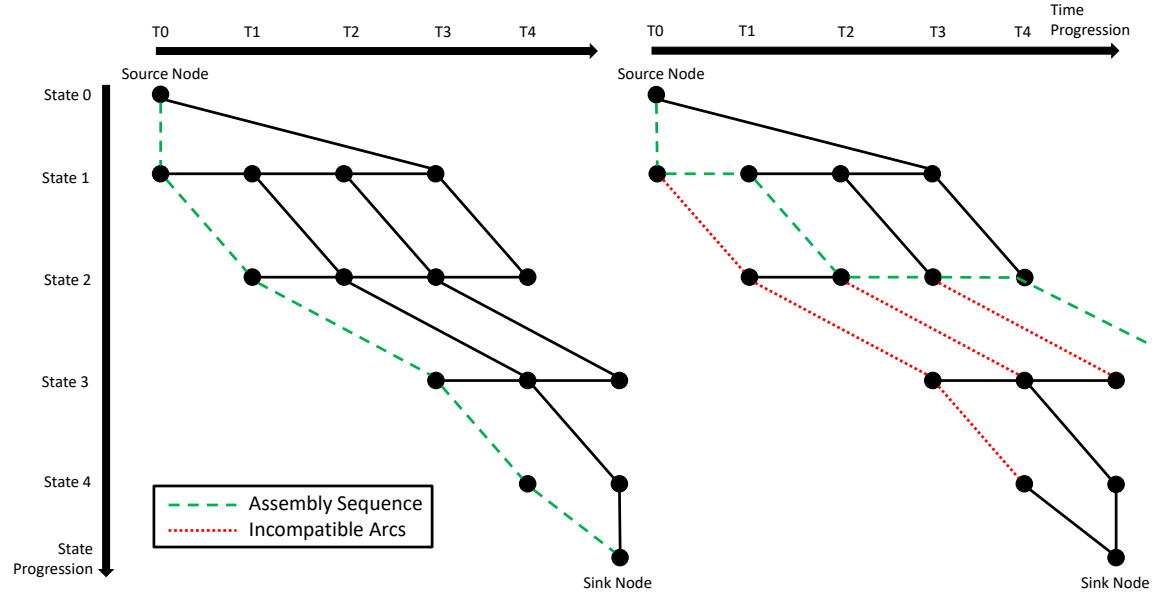 T0 T1 T2 T3 T4
Source Node
State 0
State 1
State 2
State 3
State 4
State
Progression
Assembly Sequence
Incompatible Arcs
Sink Node
Time
Progression
T0 T1 T2 T3 T4
Source Node
Sink Node